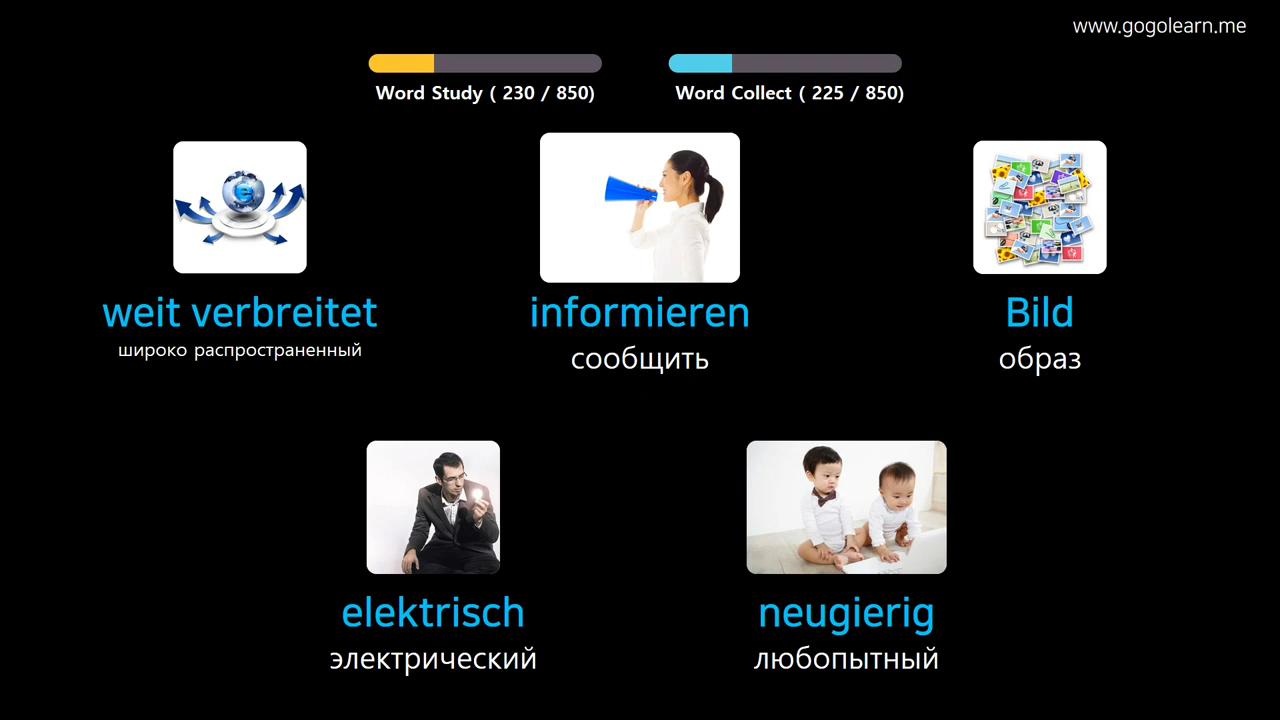 www.gogolearn.me
Word Study ( 230 / 850)
Word Collect ( 225 / 850)
weit verbreitet
широко распространенный
informieren
сообщить
Bild
образ
elektrisch
электрический
neugierig
любопытный